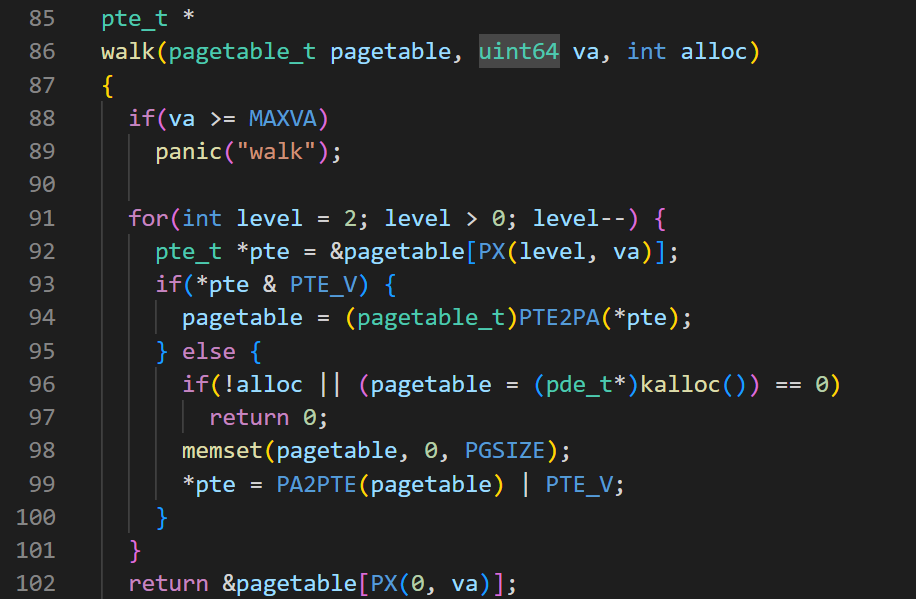 85 pte_t *
86 walk(pagetable_t pagetable, uint64 va, int alloc)
87 {
88   if(va >= MAXVA)
89     panic("walk");
90
91   for(int level = 2; level > 0; level--) {
92     pte_t *pte = &pagetable[PX(level, va)];
93     if(*pte & PTE_V) {
94       pagetable = (pagetable_t)PTE2PA(*pte);
95     } else {
96       if(!alloc || (pagetable = (pde_t*)kalloc()) == 0)
97         return 0;
98       memset(pagetable, 0, PGSIZE);
99       *pte = PA2PTE(pagetable) | PTE_V;
100     }
101   }
102   return &pagetable[PX(0, va)];